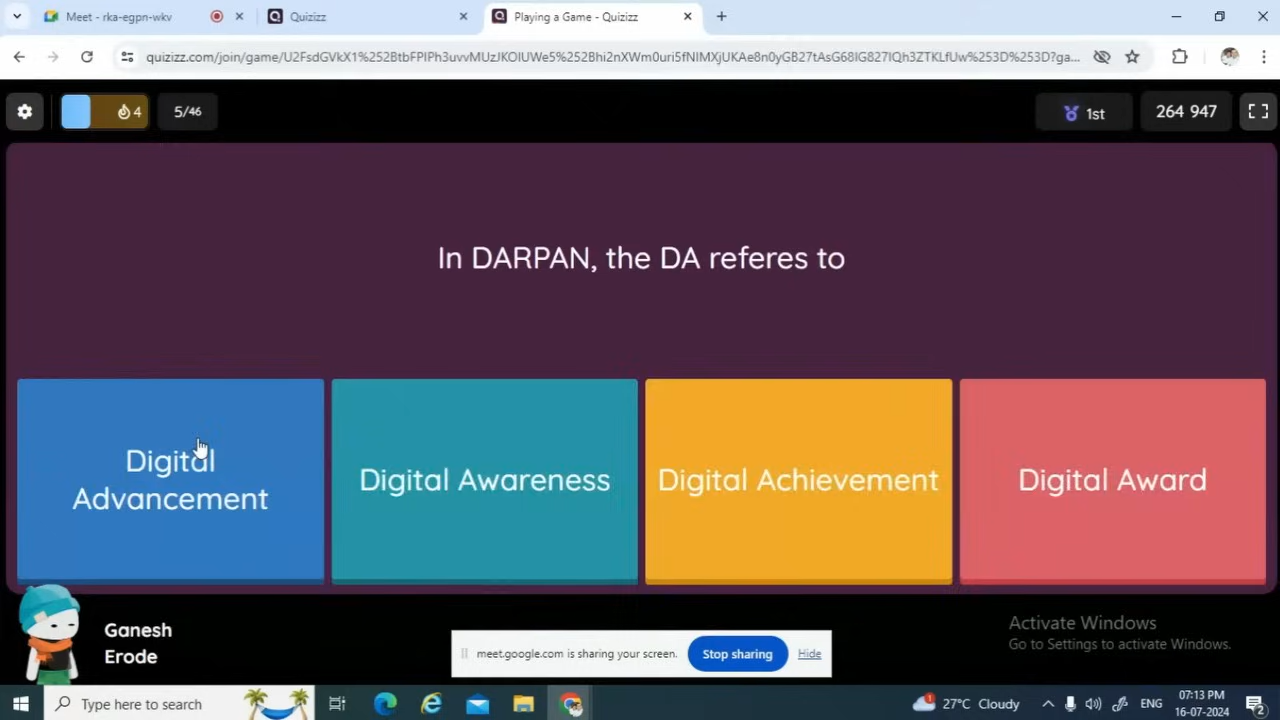 Meet - rka-egpn-wkv
Quizizz
Playing a Game - Quizizz
quizizz.com/join/game/U2FsdGVkX1%252BtbFPIPh3uvvMUzJKOIUWe5%252Bhi2nXWm0uri5fNIMXjUKAe8n0yGB27tAsG68IG827IQh3ZTKLfUw%253D%253D?ga...
4
5/46
1st
264 947
In DARPAN, the DA referes to
Digital
Advancement
Digital Awareness
Digital Achievement
Digital Award
Ganesh
Erode
meet.google.com is sharing your screen.
Stop sharing
Hide
Activate Windows
Go to Settings to activate Windows.
Type here to search
1
27°C Cloudy
ENG
07:13 PM
16-07-2024
2